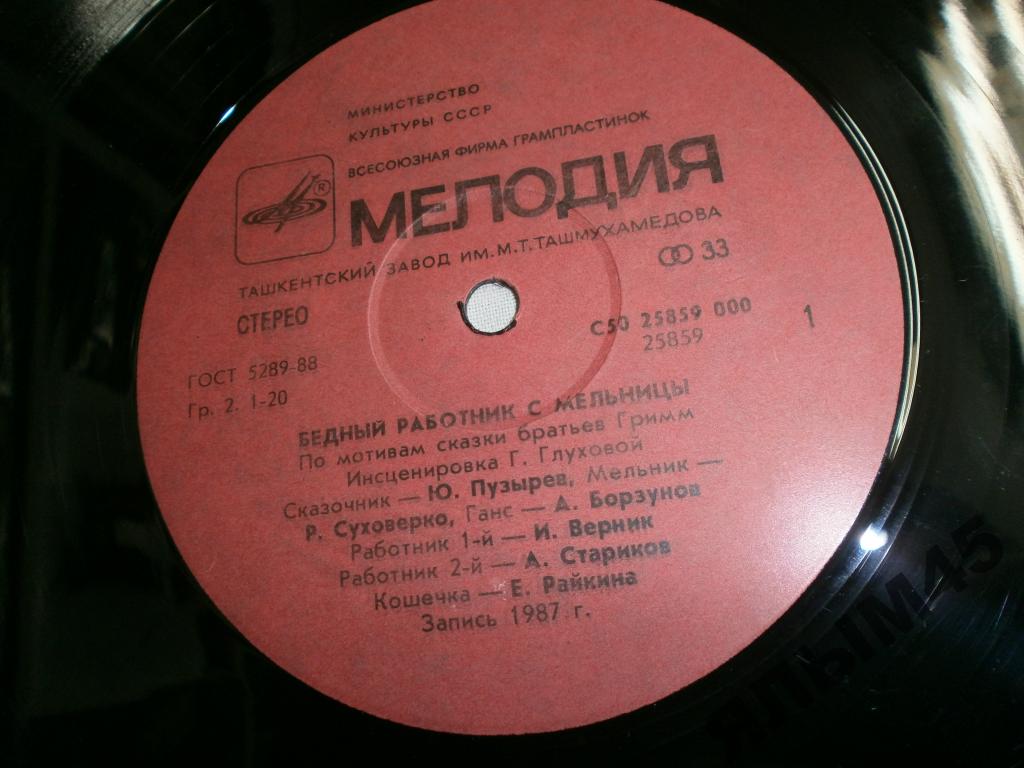 МИНИСТЕРСТВО
КУЛЬТУРЫ СССР
ВСЕСОЮЗНАЯ ФИРМА ГРАМПЛАСТИНОК
®
МЕЛОДИЯ
ТАШКЕНТСКИЙ ЗАВОД ИМ. М.Т. ТАШМУХАМЕДОВА
СТЕРЕО
33
С50 25859 000
25859
1
ГОСТ 5289-88
Гр. 2. 1-20
БЕДНЫЙ РАБОТНИК С МЕЛЬНИЦЫ
По мотивам сказки братьев Гримм
Инсценировка Г. Глуховой
Сказочник — Ю. Пузырев, Мельник —
Р. Суховерко, Ганс — А. Борзунов
Работник 1-й — И. Верник
Работник 2-й — А. Стариков
Кошечка — Е. Райкина
Запись 1987 г.
ЯЛЫМ45